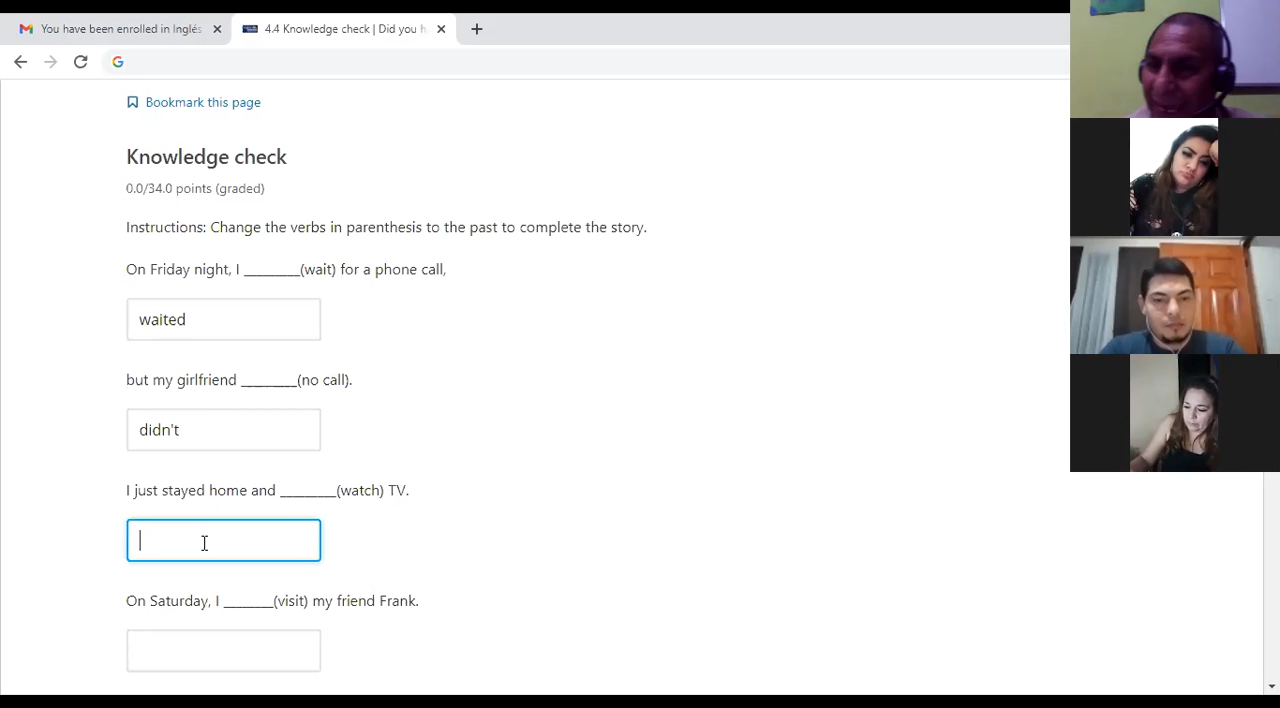 You have been enrolled in Inglés
4.4 Knowledge check | Did you h
Bookmark this page
Knowledge check
0.0/34.0 points (graded)
Instructions: Change the verbs in parenthesis to the past to complete the story.
On Friday night, I ________(wait) for a phone call,
waited
but my girlfriend ________(no call).
didn't
I just stayed home and ________(watch) TV.
On Saturday, I _______(visit) my friend Frank.